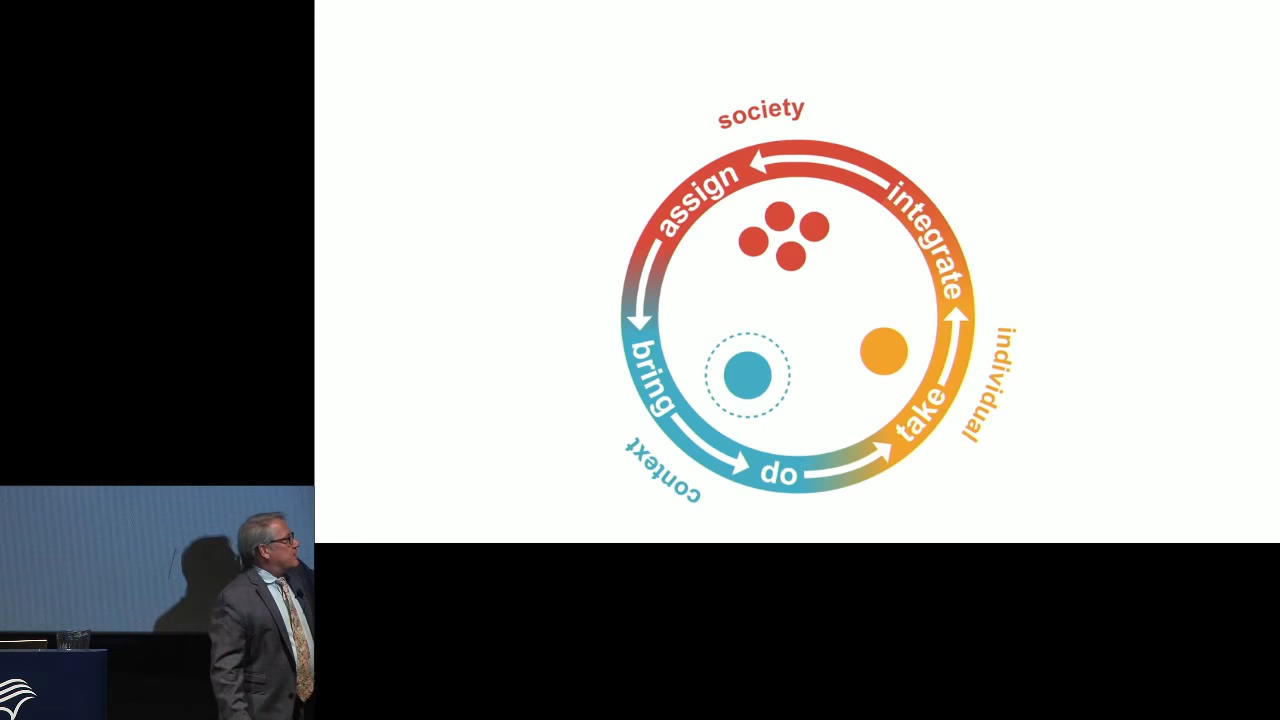 society
assign
integrate
bring
individual
take
context
do